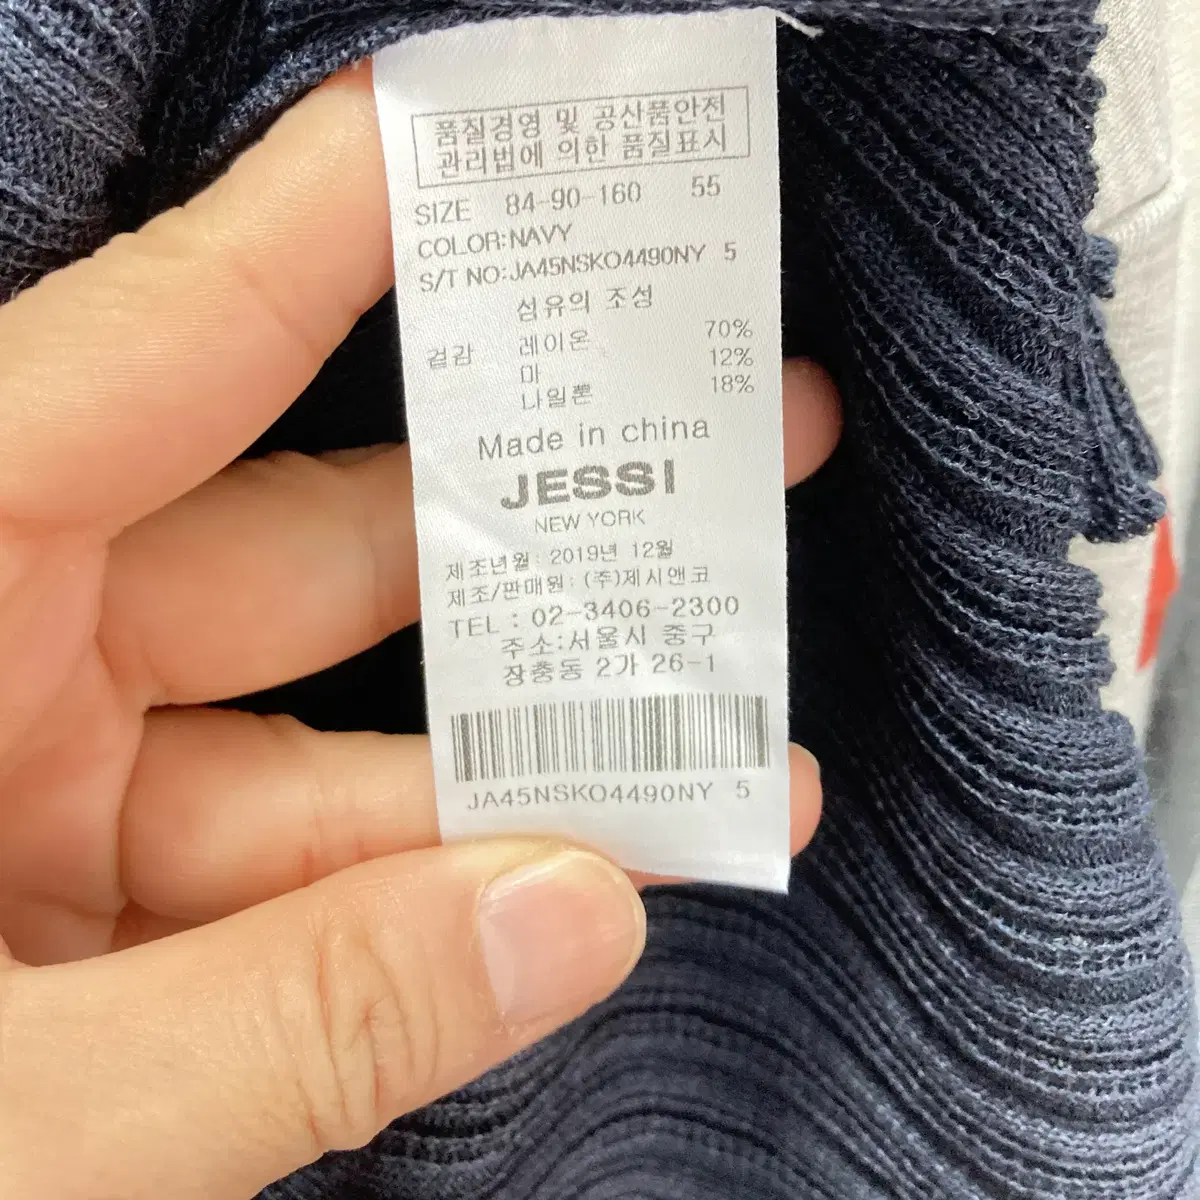 품질경영 및 공산품안전
관리법에 의한 품질표시
SIZE 84-90-160 55
COLOR:NAVY
S/T NO:JA45NSKO4490NY 5
섬유의 조성
겉감 레이온 70%
마 12%
나일론 18%
Made in china
JESSI
NEW YORK
제조년월: 2019년 12월
제조/판매원: (주)제시앤코
TEL : 02-3406-2300
주소:서울시 중구
장충동 2가 26-1
JA45NSKO4490NY 5